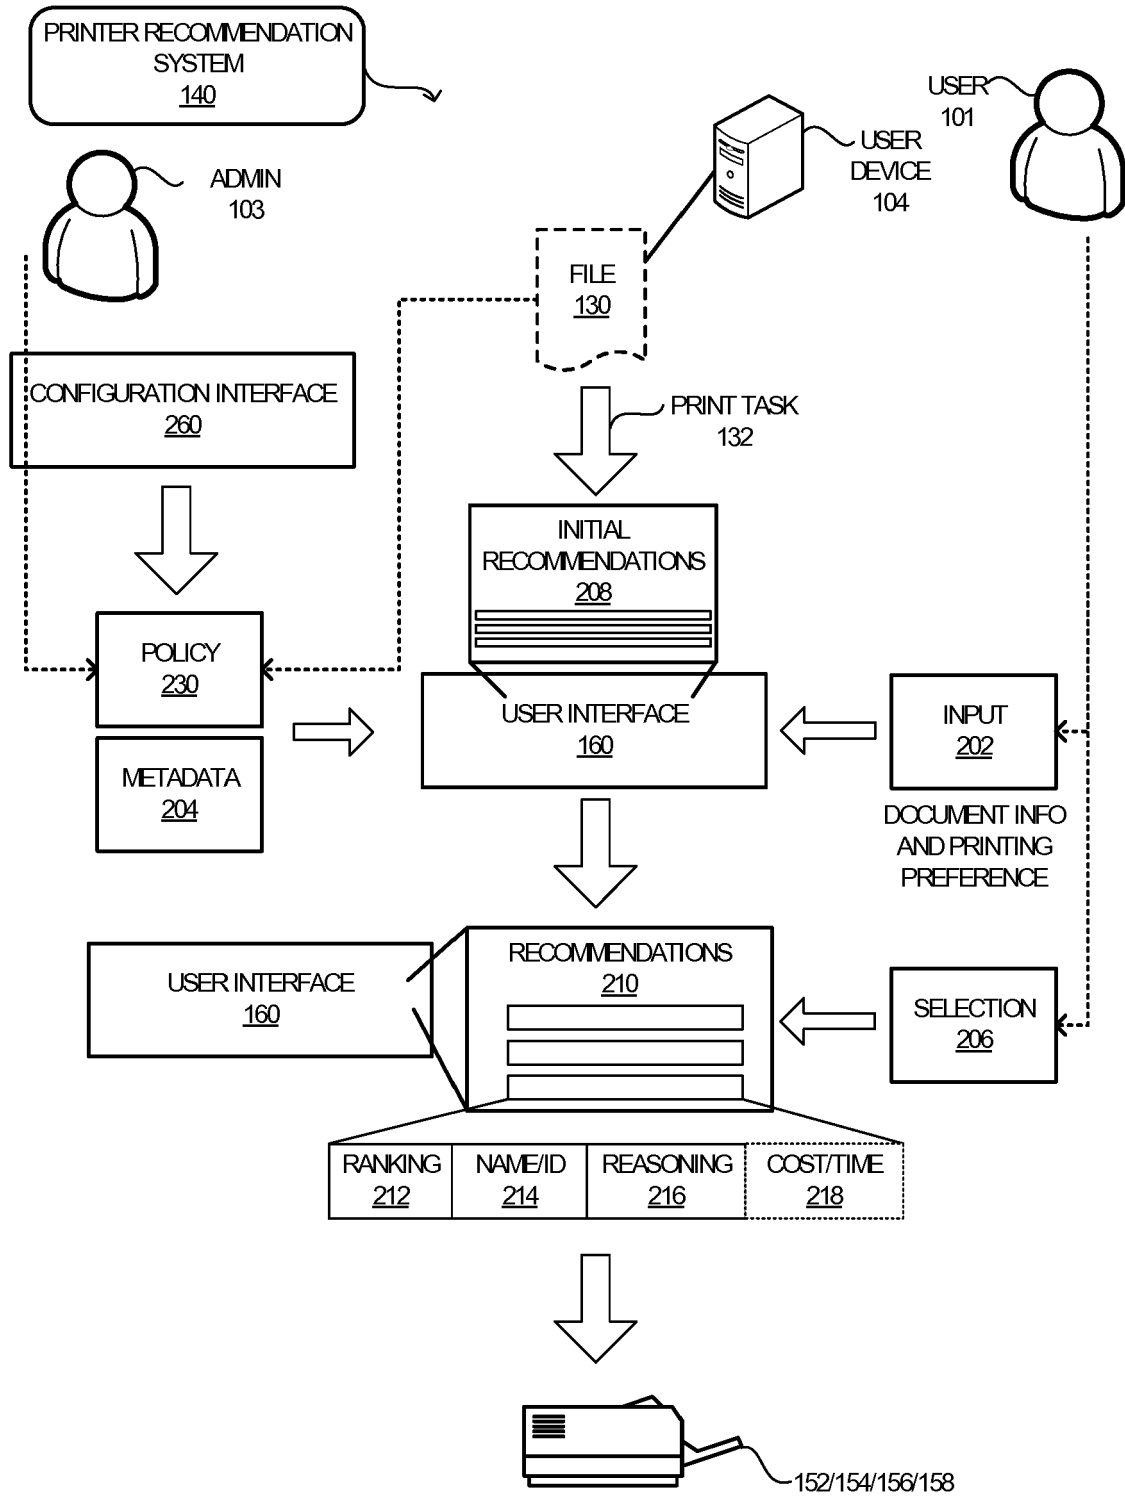 PRINTER RECOMMENDATION
SYSTEM
140
USER
101
USER
DEVICE
104
ADMIN
103
FILE
130
CONFIGURATION INTERFACE
260
PRINT TASK
132
INITIAL
RECOMMENDATIONS
208
POLICY
230
METADATA
204
USER INTERFACE
160
INPUT
202
DOCUMENT INFO
AND PRINTING
PREFERENCE
USER INTERFACE
160
RECOMMENDATIONS
210
SELECTION
206
RANKING
212
NAME/ID
214
REASONING
216
COST/TIME
218
152/154/156/158